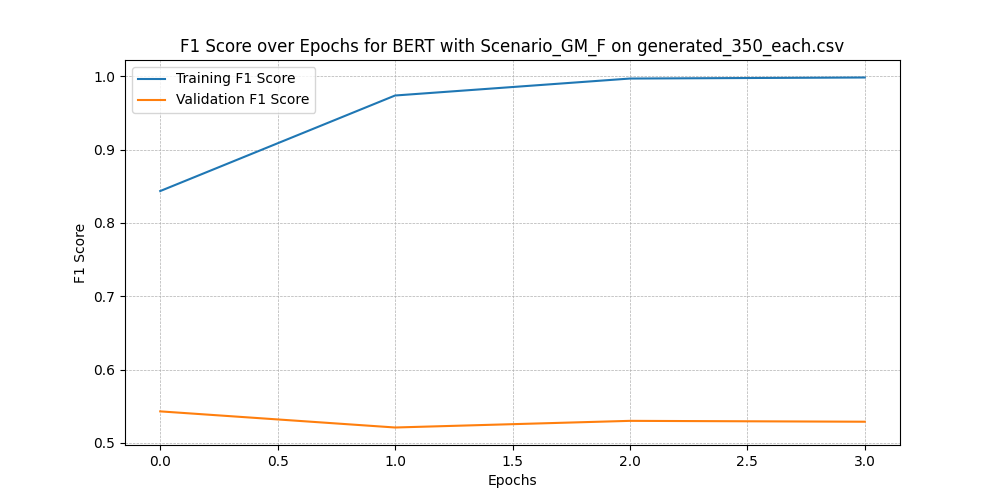 F1 Score over Epochs for BERT with Scenario_GM_F on generated_350_each.csv
Training F1 Score
Validation F1 Score
F1 Score
1.0
0.9
0.8
0.7
0.6
0.5
0.0 0.5 1.0 1.5 2.0 2.5 3.0
Epochs